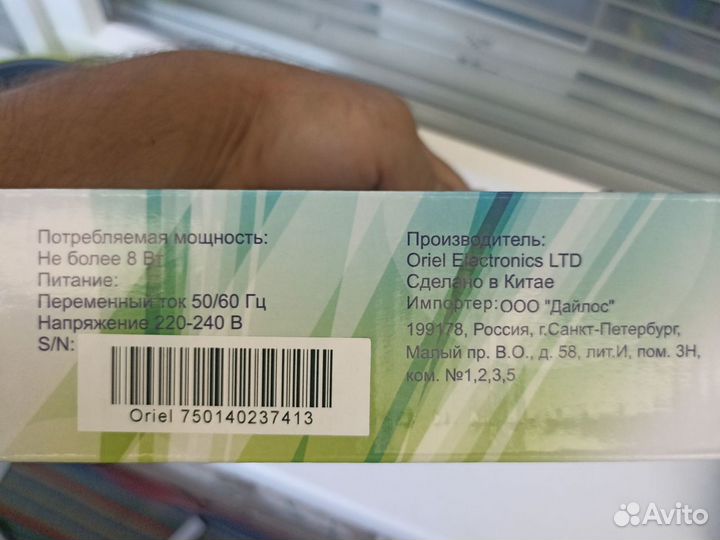 Потребляемая мощность:
Не более 8 Вт
Питание:
Переменный ток 50/60 Гц
Напряжение 220-240 В
S/N:
Oriel 750140237413
Производитель:
Oriel Electronics LTD
Сделано в Китае
Импортер: ООО "Дайлос"
199178, Россия, г.Санкт-Петербург,
Малый пр. В.О., д. 58, лит.И, пом. 3Н,
ком. №1,2,3,5
Avito